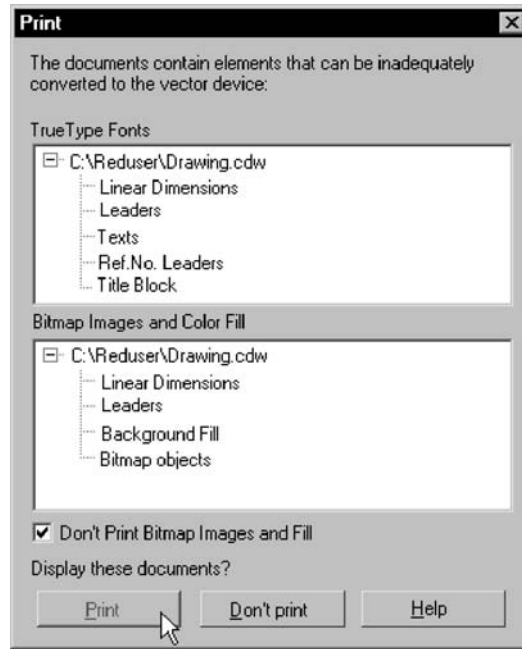 Print
The documents contain elements that can be inadequately
converted to the vector device:
TrueType Fonts
C:\Reduser\Drawing.cdw
Linear Dimensions
Leaders
Texts
Ref.No. Leaders
Title Block
Bitmap Images and Color Fill
C:\Reduser\Drawing.cdw
Linear Dimensions
Leaders
Background Fill
Bitmap objects
Don't Print Bitmap Images and Fill
Display these documents?
Print Don't print Help